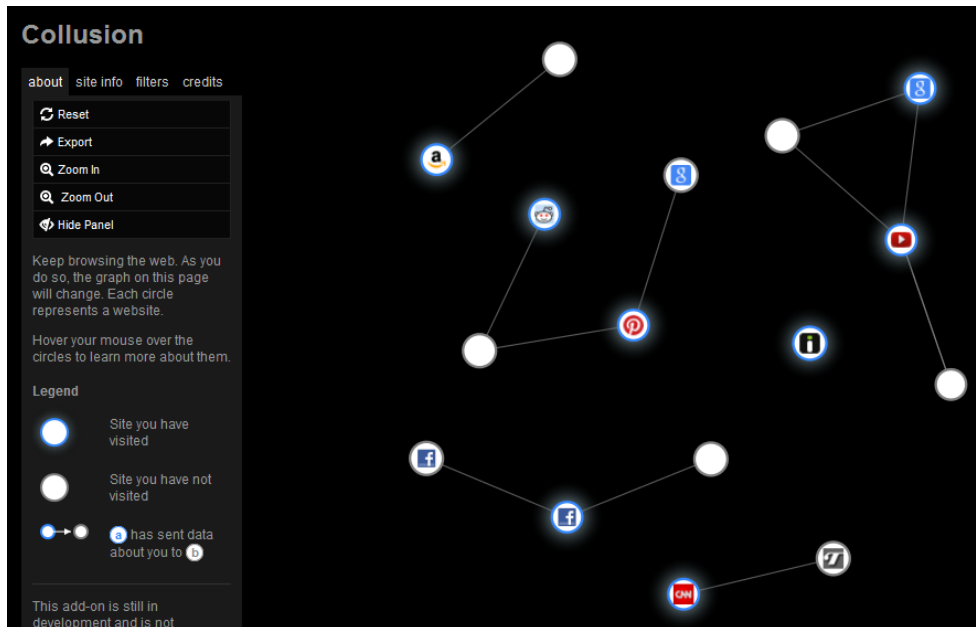 Collusion
about site info filters credits
Reset
Export
Zoom In
Zoom Out
Hide Panel
Keep browsing the web. As you
do so, the graph on this page
will change. Each circle
represents a website.
Hover your mouse over the
circles to learn more about them.
Legend
Site you have
visited
Site you have not
visited
a has sent data
about you to b
This add-on is still in
development and is not
a
8
8
f
f
i
CNN